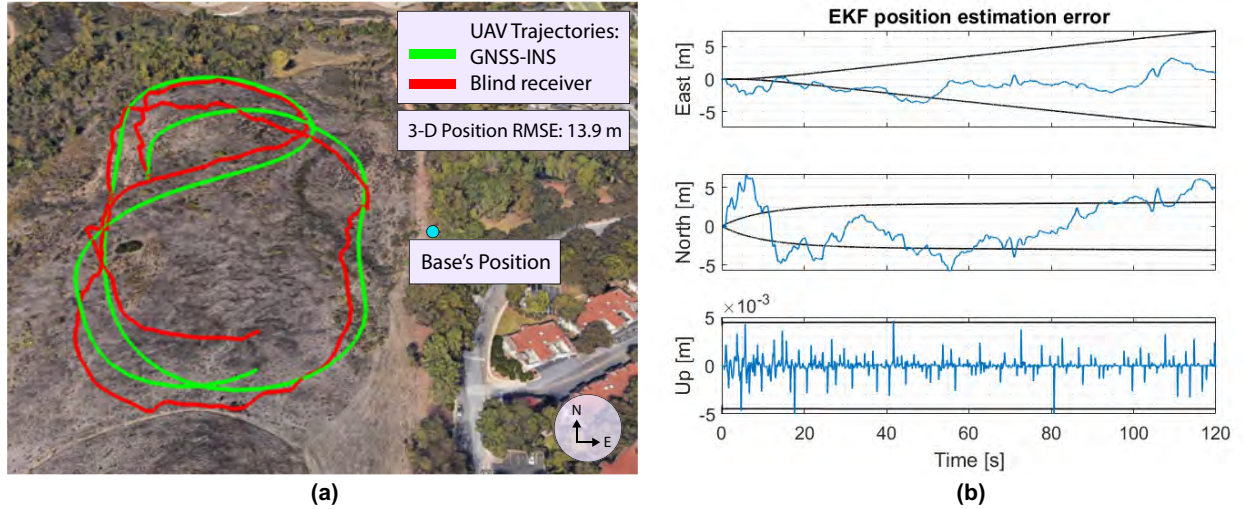 UAV Trajectories:
GNSS-INS
Blind receiver
3-D Position RMSE: 13.9 m
Base's Position
N
E
(a)
EKF position estimation error
East [m]
5
0
-5
North [m]
5
0
-5
×10⁻³
Up [m]
5
0
-5
0 20 40 60 80 100 120
Time [s]
(b)